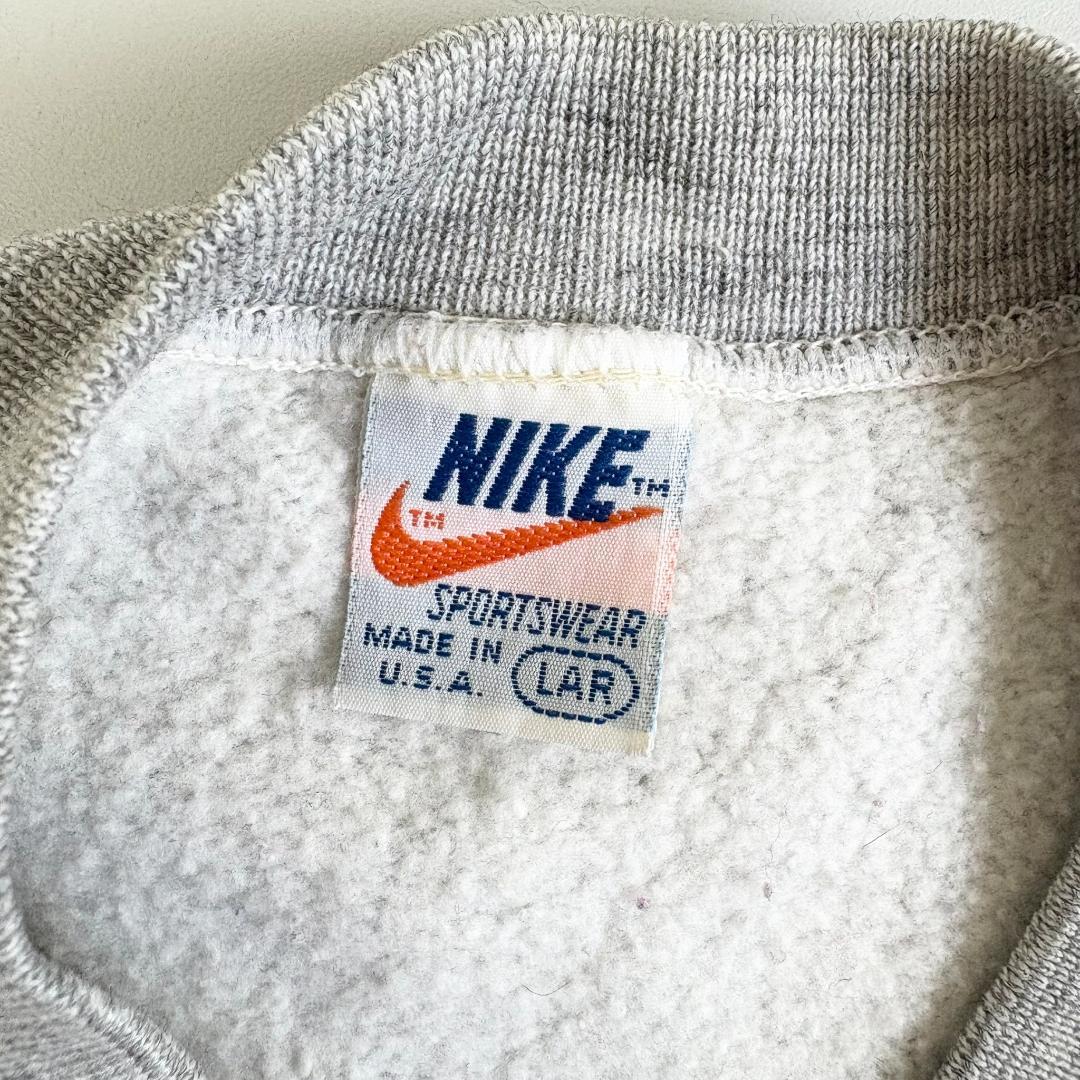 NIKE™
™
SPORTSWEAR
MADE IN
U.S.A.
LAR